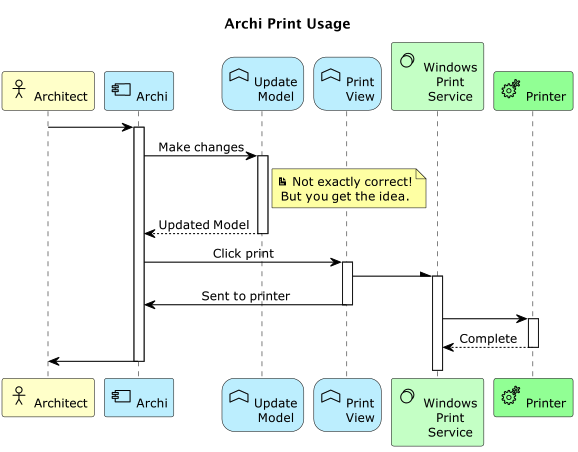 Archi Print Usage
Architect
Archi
Update
Model
Print
View
Windows
Print
Service
Printer
Make changes
Not exactly correct!
But you get the idea.
Updated Model
Click print
Sent to printer
Complete
Architect
Archi
Update
Model
Print
View
Windows
Print
Service
Printer